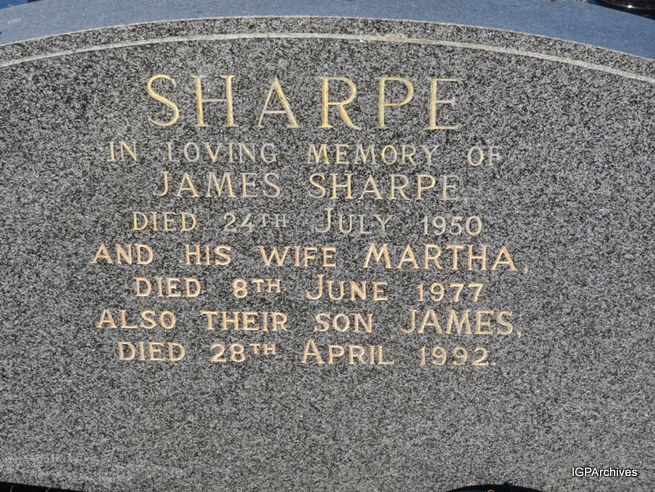 SHARPE
IN LOVING MEMORY OF
JAMES SHARPE
DIED 24TH JULY 1950
AND HIS WIFE MARTHA,
DIED 8TH JUNE 1977
ALSO THEIR SON JAMES,
DIED 28TH APRIL 1992.
IGPArchives